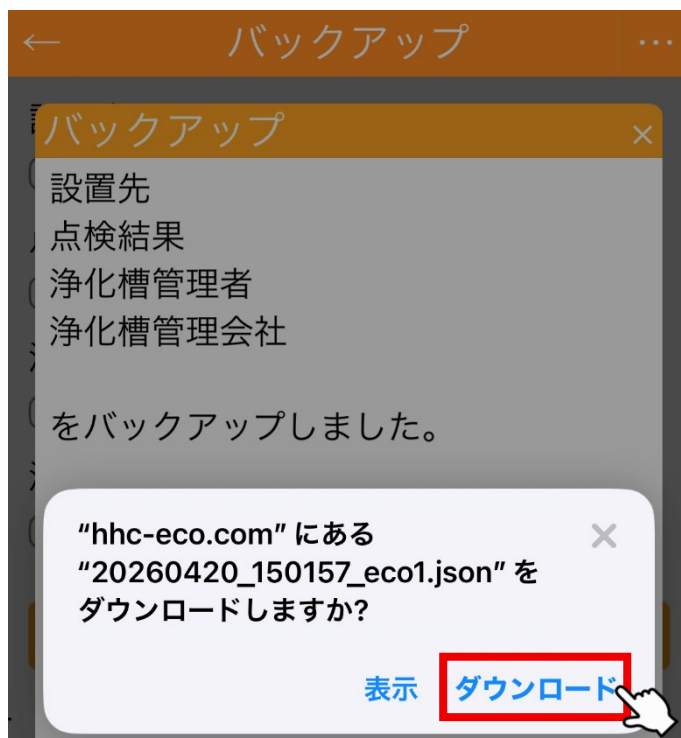 ← バックアップ …
バックアップ ×
設置先
点検結果
浄化槽管理者
浄化槽管理会社
をバックアップしました。
“hhc-eco.com” にある ×
“20260420_150157_eco1.json” を
ダウンロードしますか?
表示 ダウンロード